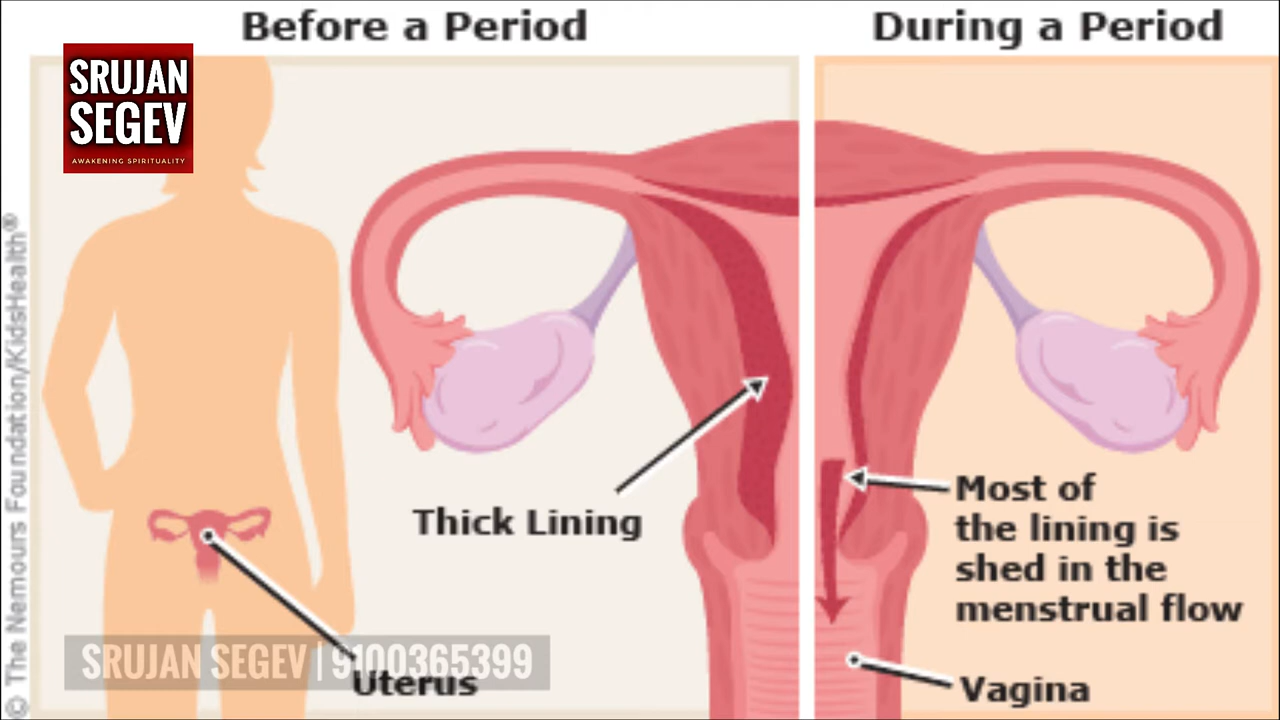 Before a Period
During a Period
SRUJAN
SEGEV
AWAKENING SPIRITUALITY
© The Nemours Foundation/KidsHealth®
Thick Lining
Most of
the lining is
shed in the
menstrual flow
SRUJAN SEGEV | 9100365399
Uterus
Vagina